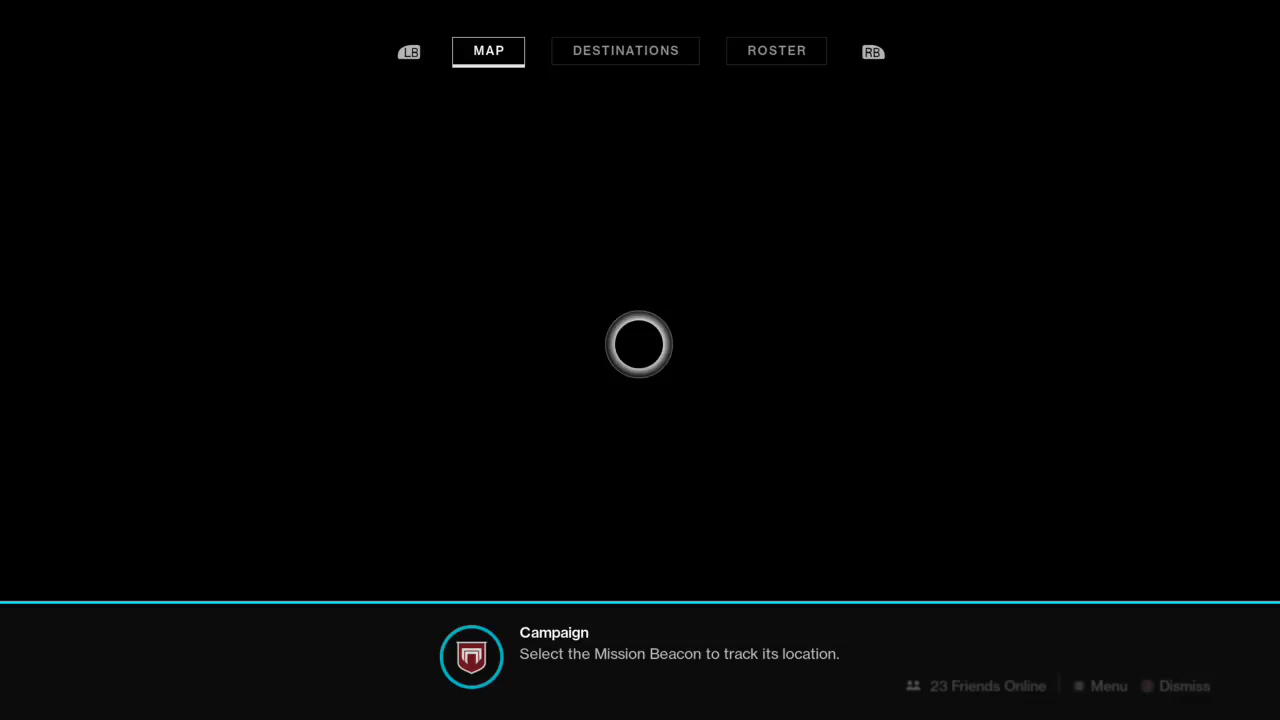 LB
MAP
DESTINATIONS
ROSTER
RB
Campaign
Select the Mission Beacon to track its location.
23 Friends Online
Menu
Dismiss